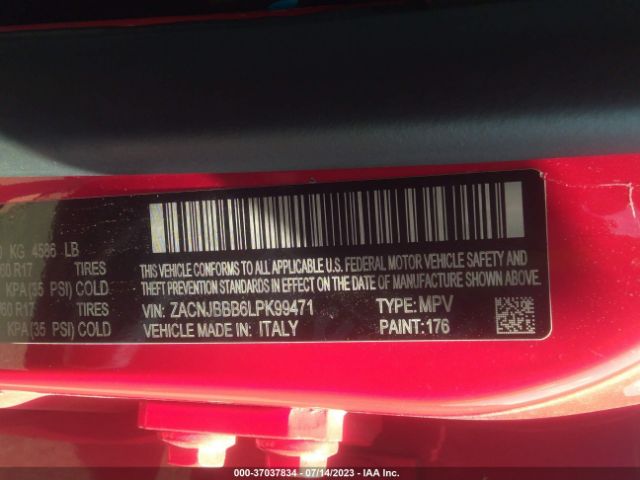 KG 4586 LB
60 R17 TIRES
KPA (35 PSI) COLD
/60 R17 TIRES
KPA (35 PSI) COLD
THIS VEHICLE CONFORMS TO ALL APPLICABLE U.S. FEDERAL MOTOR VEHICLE SAFETY AND
THEFT PREVENTION STANDARDS IN EFFECT ON THE DATE OF MANUFACTURE SHOWN ABOVE
VIN: ZACNJBBB6LPK99471 TYPE: MPV
VEHICLE MADE IN: ITALY PAINT: 176
000-37037834 / 07/14/2023 / IAA Inc.